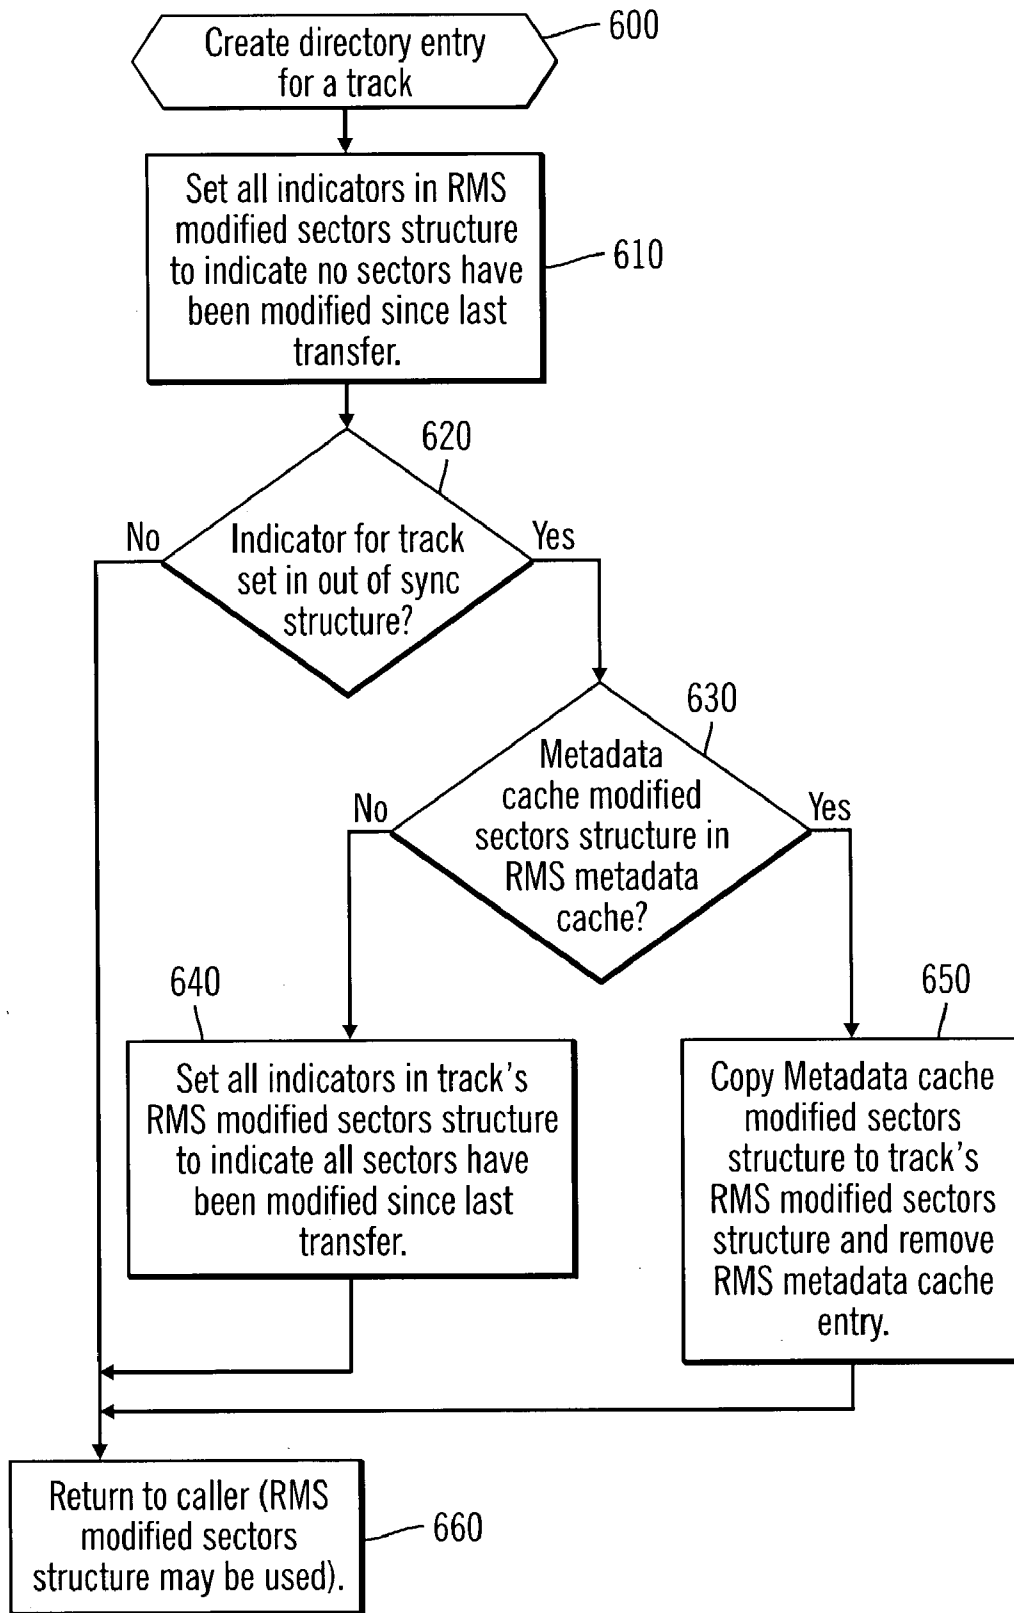 Create directory entry
for a track
600
Set all indicators in RMS
modified sectors structure
to indicate no sectors have
been modified since last
transfer.
610
620
No
Yes
Indicator for track
set in out of sync
structure?
630
No
Yes
Metadata
cache modified
sectors structure in
RMS metadata
cache?
640
Set all indicators in track's
RMS modified sectors structure
to indicate all sectors have
been modified since last
transfer.
650
Copy Metadata cache
modified sectors
structure to track's
RMS modified sectors
structure and remove
RMS metadata cache
entry.
Return to caller (RMS
modified sectors
structure may be used).
660